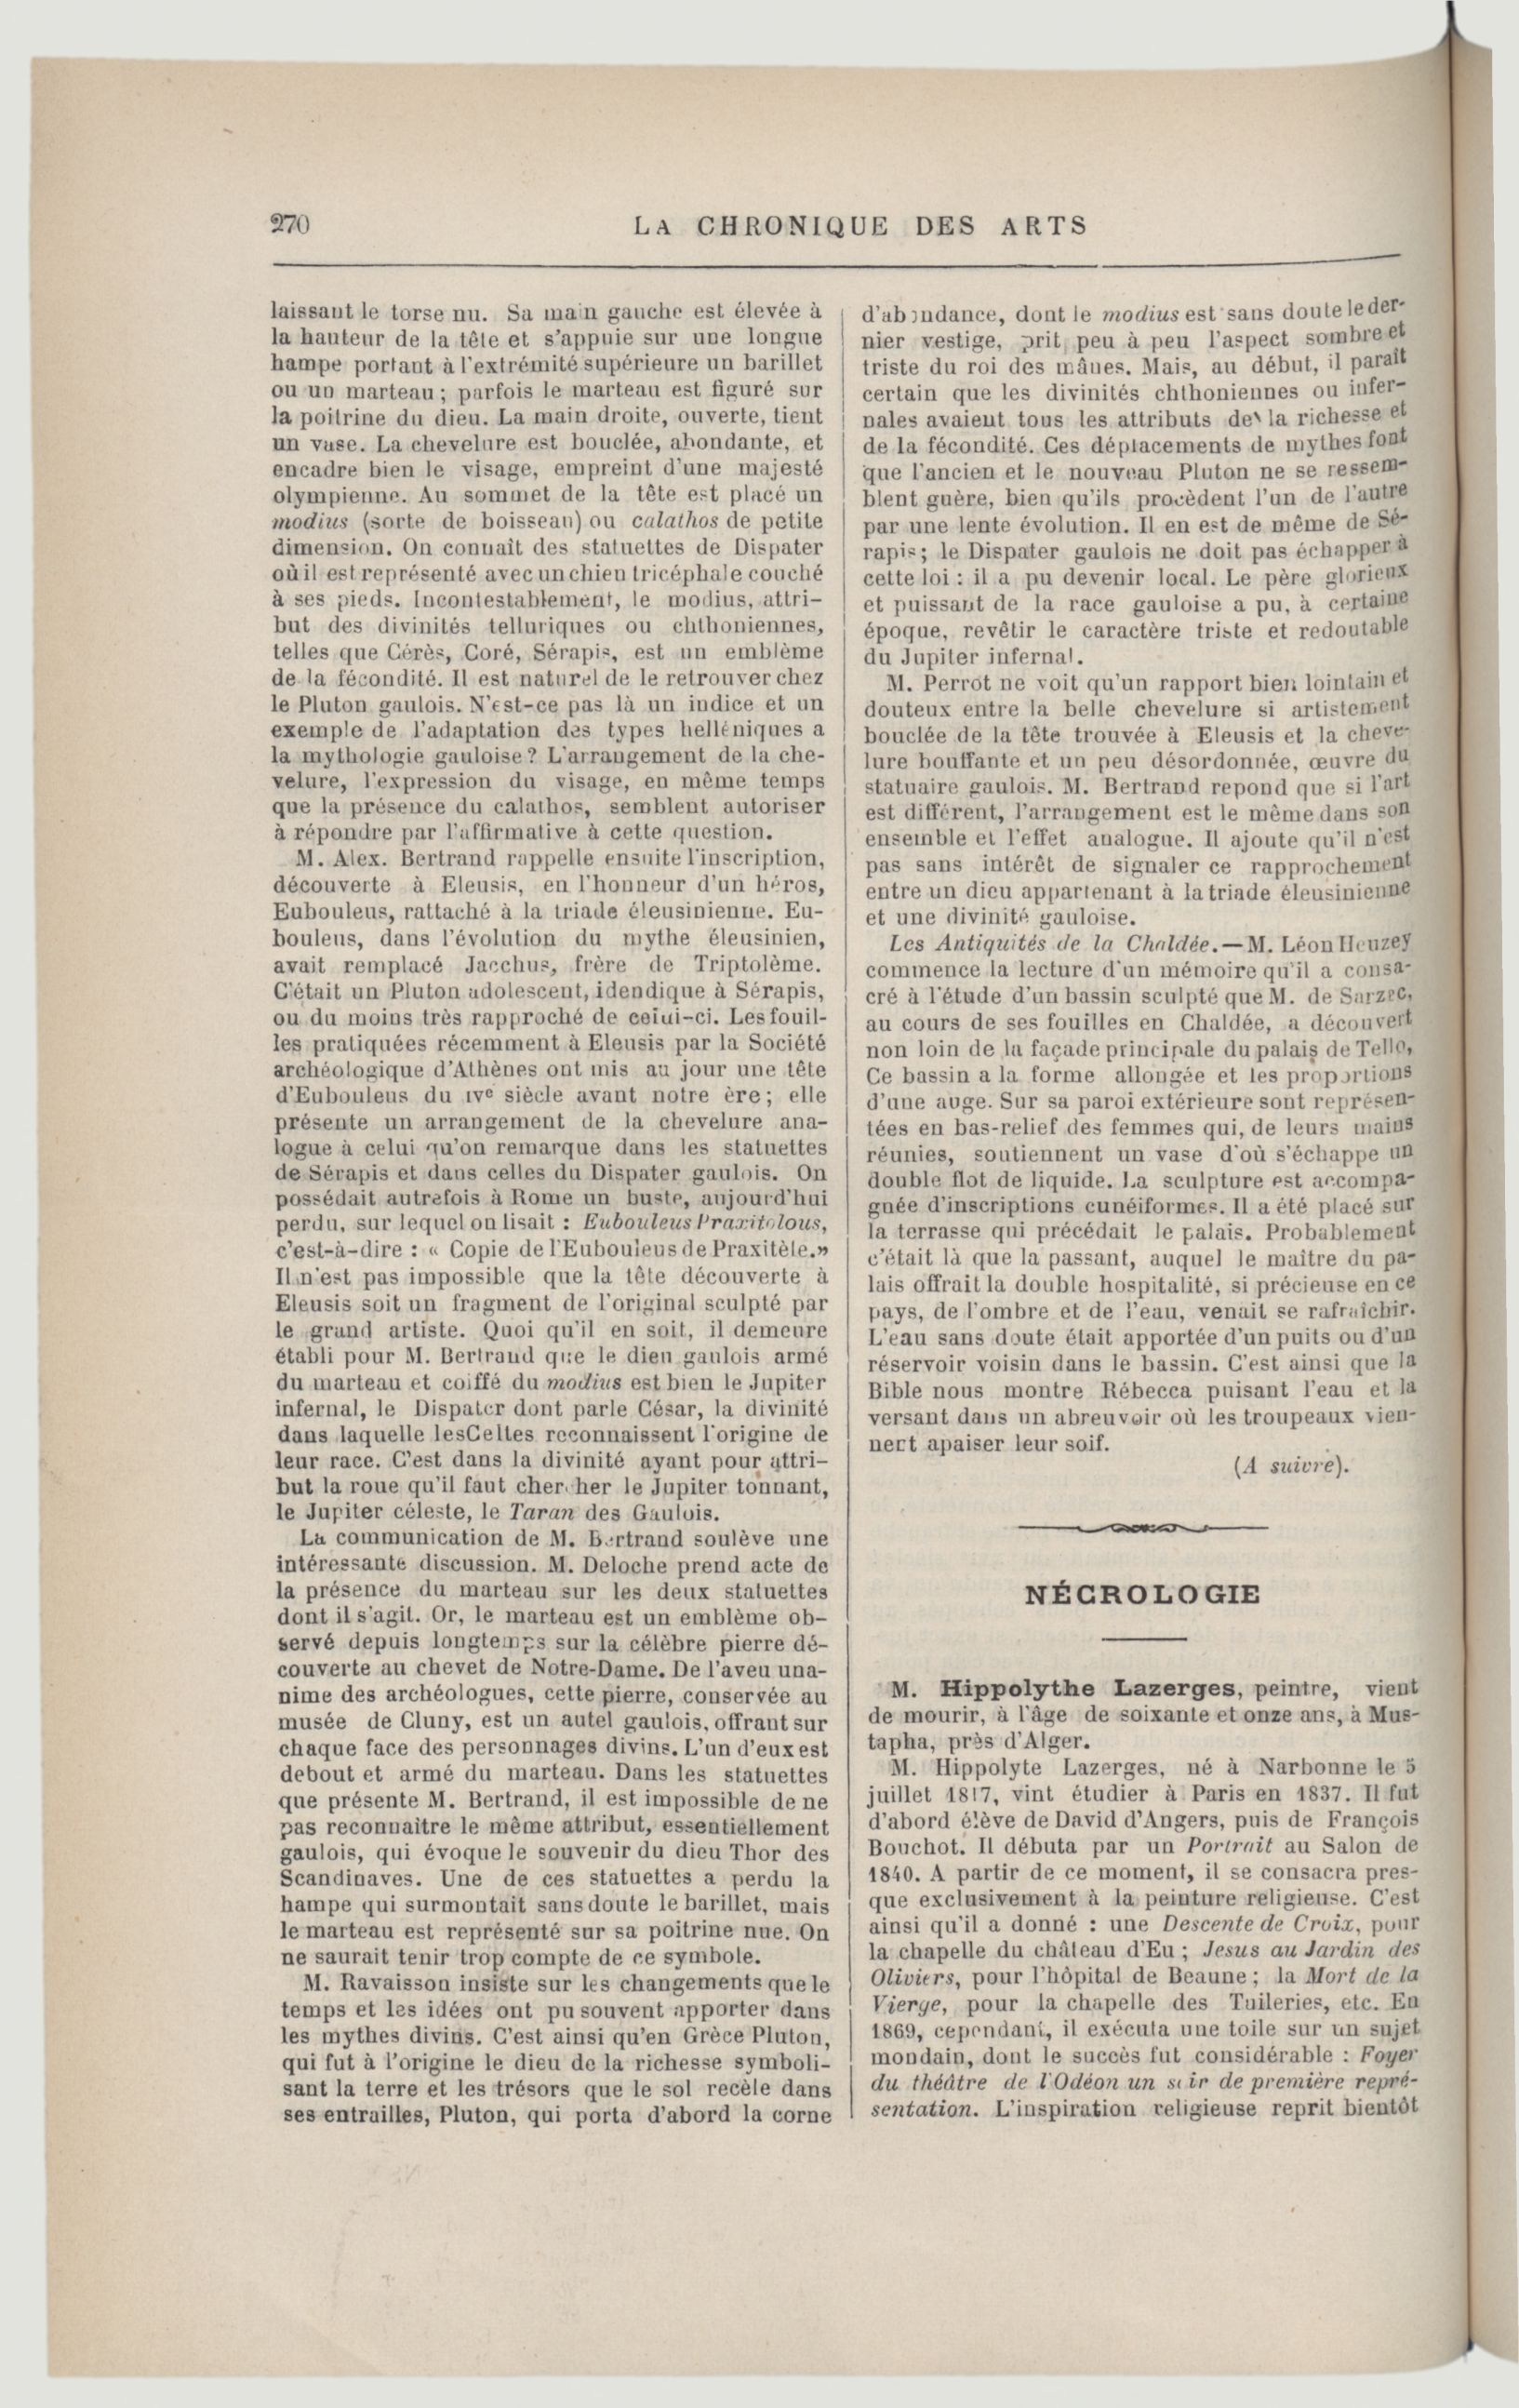 270
LA CHRONIQUE DES ARTS
laissant le torse nu. Sa main gauche est élevée à
la hauteur de la tête et s'appuie sur une longue
hampe portant à l'extrémité supérieure un barillet
ou un marteau ; parfois le marteau est figuré sur
la poitrine du dieu. La main droite, ouverte, tient
un vase. La chevelure est bouclée, abondante, et
encadre bien le visage, empreint d'une majesté
olympienne. Au sommet de la tête est placé un
modius (sorte de boisseau) ou calathos de petite
dimension. On connaît des statuettes de Dispater
où il est représenté avec un chien tricéphale couché
à ses pieds. Incontestablement, le modius, attri-
but des divinités telluriques ou chthoniennes,
telles que Cérès, Coré, Sérapis, est un emblème
de la fécondité. Il est naturel de le retrouver chez
le Pluton gaulois. N'est-ce pas là un indice et un
exemple de l'adaptation des types helléniques a
la mythologie gauloise ? L'arrangement de la che-
velure, l'expression du visage, en même temps
que la présence du calathos, semblent autoriser
à répondre par l'affirmative à cette question.
M. Alex. Bertrand rappelle ensuite l'inscription,
découverte à Eleusis, en l'honneur d'un héros,
Eubouleus, rattaché à la triade éleusinienne. Eu-
bouleus, dans l'évolution du mythe éleusinien,
avait remplacé Jacchus, frère de Triptolème.
C'était un Pluton adolescent, idendique à Sérapis,
ou du moins très rapproché de celui-ci. Les fouil-
les pratiquées récemment à Eleusis par la Société
archéologique d'Athènes ont mis au jour une tête
d'Eubouleus du IVe siècle avant notre ère ; elle
présente un arrangement de la chevelure ana-
logue à celui qu'on remarque dans les statuettes
de Sérapis et dans celles du Dispater gaulois. On
possédait autrefois à Rome un buste, aujourd'hui
perdu, sur lequel on lisait : Eubouleus Praxitolous,
c'est-à-dire : « Copie de l'Eubouleus de Praxitèle.»
Il n'est pas impossible que la tête découverte à
Eleusis soit un fragment de l'original sculpté par
le grand artiste. Quoi qu'il en soit, il demeure
établi pour M. Bertrand que le dieu gaulois armé
du marteau et coiffé du modius est bien le Jupiter
infernal, le Dispater dont parle César, la divinité
dans laquelle lesCeltes reconnaissent l'origine de
leur race. C'est dans la divinité ayant pour attri-
but la roue qu'il faut chercher le Jupiter tonnant,
le Jupiter céleste, le Taran des Gaulois.
La communication de M. Bertrand soulève une
intéressante discussion. M. Deloche prend acte de
la présence du marteau sur les deux statuettes
dont il s'agit. Or, le marteau est un emblème ob-
servé depuis longtemps sur la célèbre pierre dé-
couverte au chevet de Notre-Dame. De l'aveu una-
nime des archéologues, cette pierre, conservée au
musée de Cluny, est un autel gaulois, offrant sur
chaque face des personnages divins. L'un d'eux est
debout et armé du marteau. Dans les statuettes
que présente M. Bertrand, il est impossible de ne
pas reconnaitre le même attribut, essentiellement
gaulois, qui évoque le souvenir du dieu Thor des
Scandinaves. Une de ces statuettes a perdu la
hampe qui surmontait sans doute le barillet, mais
le marteau est représenté sur sa poitrine nue. On
ne saurait tenir trop compte de ce symbole.
M. Ravaisson insiste sur les changements que le
temps et les idées ont pu souvent apporter dans
les mythes divins. C'est ainsi qu'en Grèce Pluton,
qui fut à l'origine le dieu de la richesse symboli-
sant la terre et les trésors que le sol recèle dans
ses entrailles, Pluton, qui porta d'abord la corne
d'abondance, dont le modius est sans doute le der-
nier vestige, prit peu à peu l'aspect sombre et
triste du roi des mânes. Mais, au début, il paraît
certain que les divinités chthoniennes ou infer-
nales avaient tous les attributs de la richesse et
de la fécondité. Ces déplacements de mythes font
que l'ancien et le nouveau Pluton ne se ressem-
blent guère, bien qu'ils procèdent l'un de l'autre
par une lente évolution. Il en est de même de Sé-
rapis ; le Dispater gaulois ne doit pas échapper à
cette loi : il a pu devenir local. Le père glorieux
et puissant de la race gauloise a pu, à certaine
époque, revêtir le caractère triste et redoutable
du Jupiter infernal.
M. Perrot ne voit qu'un rapport bien lointain et
douteux entre la belle chevelure si artistement
bouclée de la tête trouvée à Eleusis et la cheve-
lure bouffante et un peu désordonnée, œuvre du
statuaire gaulois. M. Bertrand repond que si l'art
est différent, l'arrangement est le même dans son
ensemble et l'effet analogue. Il ajoute qu'il n'est
pas sans intérêt de signaler ce rapprochement
entre un dieu appartenant à la triade éleusinienne
et une divinité gauloise.
Les Antiquités de la Chaldée.—M. Léon Heuzey
commence la lecture d'un mémoire qu'il a consa-
cré à l'étude d'un bassin sculpté que M. de Sarzec,
au cours de ses fouilles en Chaldée, a découvert
non loin de la façade principale du palais de Tello,
Ce bassin a la forme allongée et les proportions
d'une auge. Sur sa paroi extérieure sont représen-
tées en bas-relief des femmes qui, de leurs mains
réunies, soutiennent un vase d'où s'échappe un
double flot de liquide. La sculpture est accompa-
gnée d'inscriptions cunéiformes. Il a été placé sur
la terrasse qui précédait le palais. Probablement
c'était là que la passant, auquel le maître du pa-
lais offrait la double hospitalité, si précieuse en ce
pays, de l'ombre et de l'eau, venait se rafraîchir.
L'eau sans doute était apportée d'un puits ou d'un
réservoir voisin dans le bassin. C'est ainsi que la
Bible nous montre Rébecca puisant l'eau et la
versant dans un abreuvoir où les troupeaux vien-
nent apaiser leur soif.
(A suivre).
NÉCROLOGIE
M. Hippolythe Lazerges, peintre, vient
de mourir, à l'âge de soixante et onze ans, à Mus-
tapha, près d'Alger.
M. Hippolyte Lazerges, né à Narbonne le 5
juillet 1817, vint étudier à Paris en 1837. Il fut
d'abord élève de David d'Angers, puis de François
Bouchot. Il débuta par un Portrait au Salon de
1840. A partir de ce moment, il se consacra pres-
que exclusivement à la peinture religieuse. C'est
ainsi qu'il a donné : une Descente de Croix, pour
la chapelle du château d'Eu ; Jesus au Jardin des
Oliviers, pour l'hôpital de Beaune ; la Mort de la
Vierge, pour la chapelle des Tuileries, etc. En
1869, cependant, il exécuta une toile sur un sujet
mondain, dont le succès fut considérable : Foyer
du théâtre de l'Odéon un soir de première repré-
sentation. L'inspiration religieuse reprit bientôt